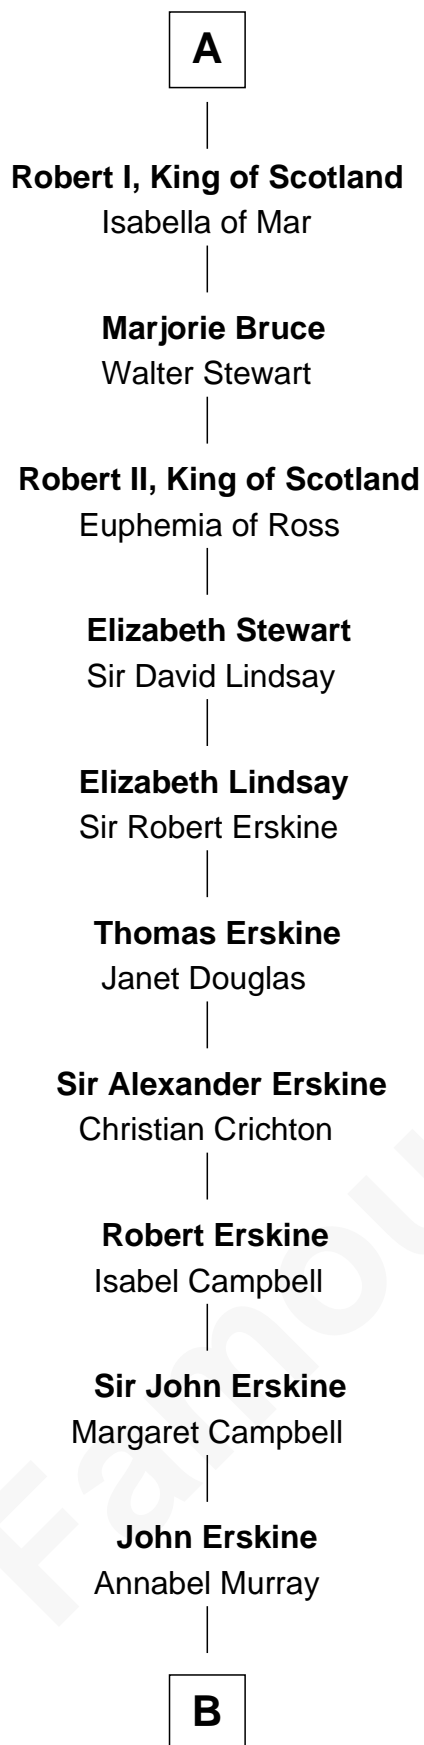 A
Robert I, King of Scotland
Isabella of Mar
Marjorie Bruce
Walter Stewart
Robert II, King of Scotland
Euphemia of Ross
Elizabeth Stewart
Sir David Lindsay
Elizabeth Lindsay
Sir Robert Erskine
Thomas Erskine
Janet Douglas
Sir Alexander Erskine
Christian Crichton
Robert Erskine
Isabel Campbell
Sir John Erskine
Margaret Campbell
John Erskine
Annabel Murray
B
Famou